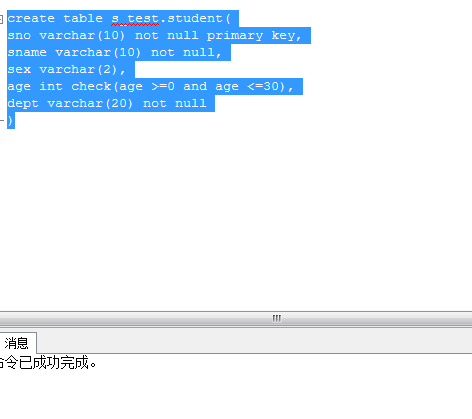 create table s_test.student(
sno varchar(10) not null primary key,
sname varchar(10) not null,
sex varchar(2),
age int check(age >=0 and age <=30),
dept varchar(20) not null
)
消息
命令已成功完成。